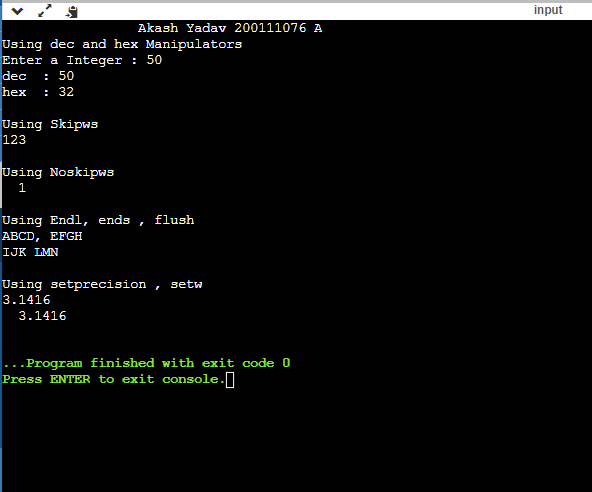 input
Akash Yadav 200111076 A
Using dec and hex Manipulators
Enter a Integer : 50
dec  : 50
hex  : 32
Using Skipws
123
Using Noskipws
  1
Using Endl, ends , flush
ABCD, EFGH
IJK LMN
Using setprecision , setw
3.1416
  3.1416
...Program finished with exit code 0
Press ENTER to exit console.